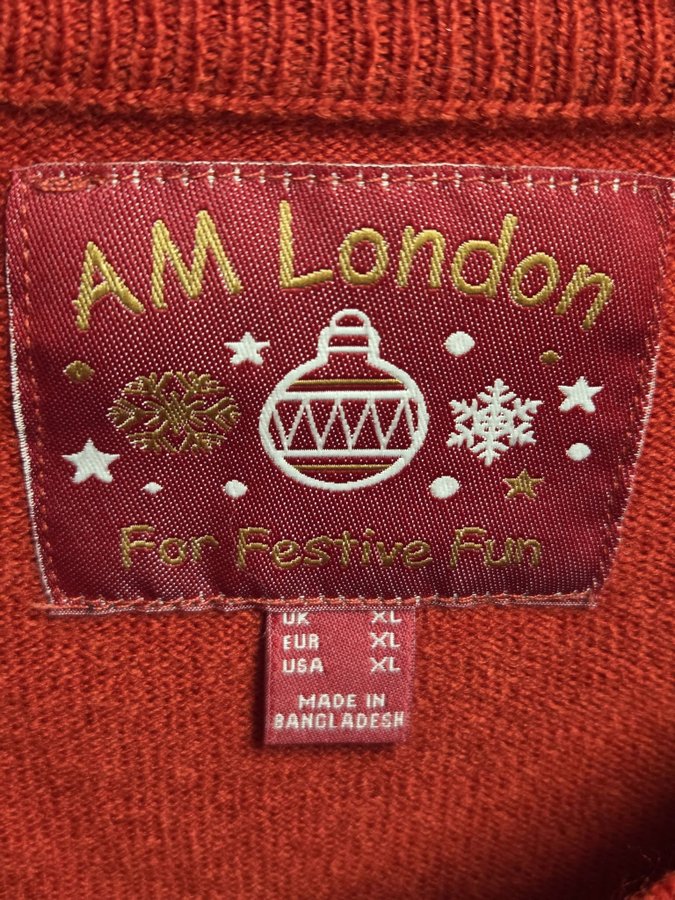 AM London
For Festive Fun
UK XL
EUR XL
USA XL
MADE IN
BANGLADESH